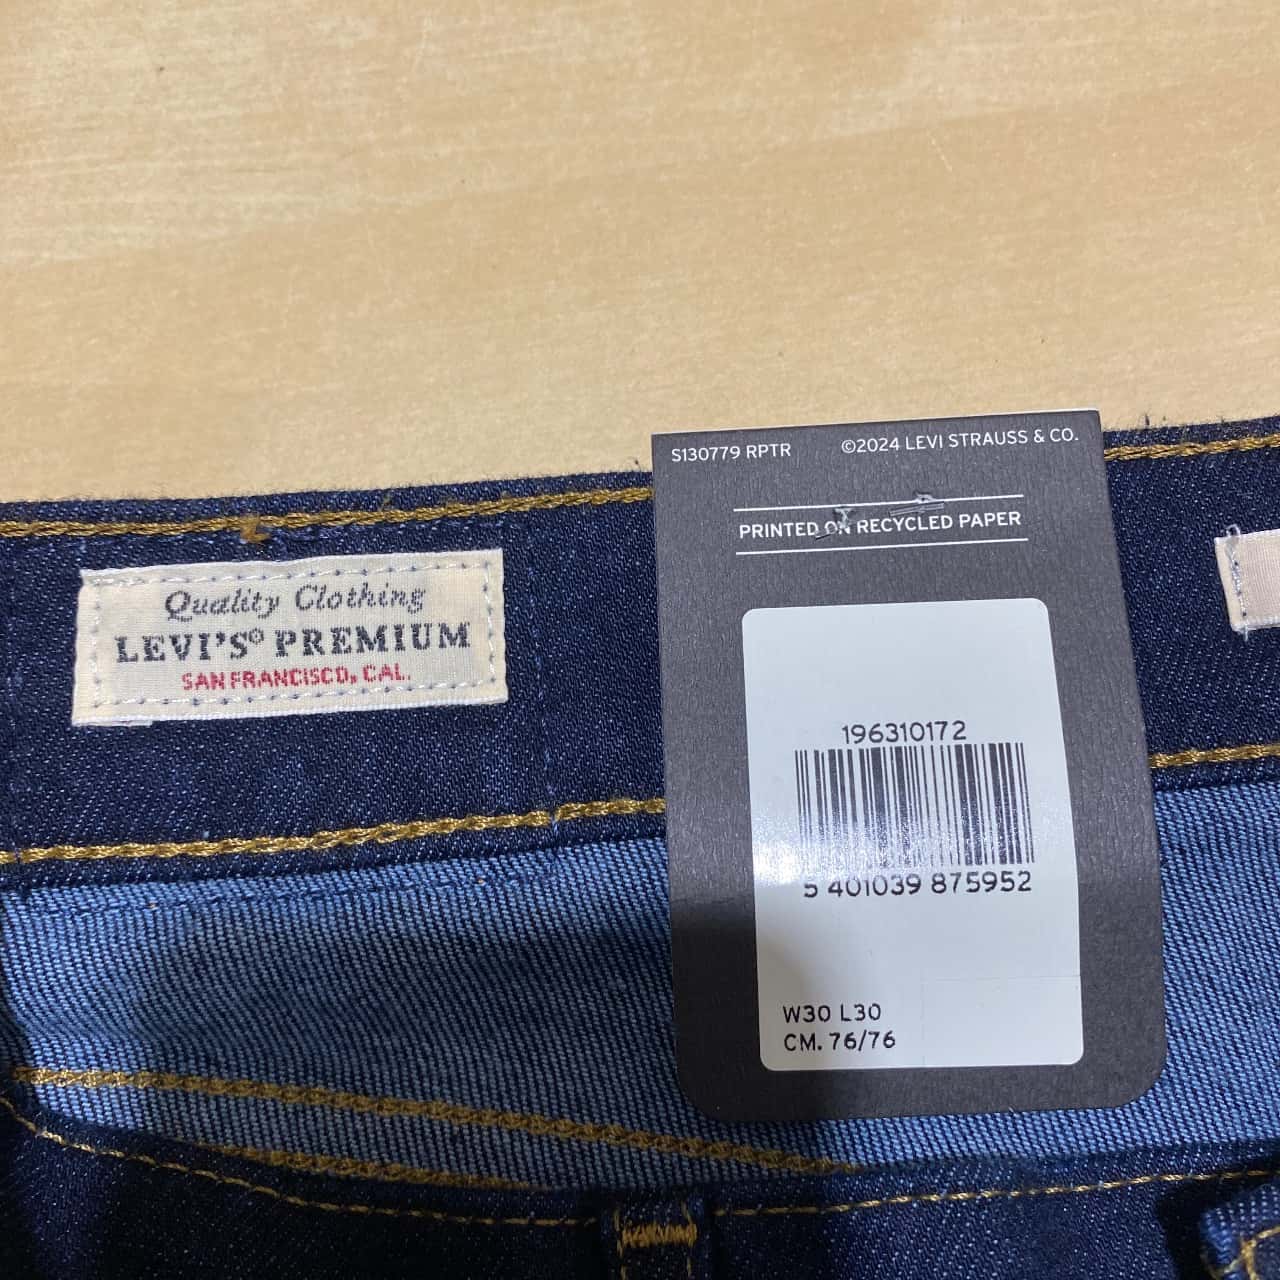 Quality Clothing
LEVI'S® PREMIUM
SAN FRANCISCO, CAL.
S130779 RPTR ©2024 LEVI STRAUSS & CO.
PRINTED ON RECYCLED PAPER
196310172
5 401039 875952
W30 L30
CM. 76/76